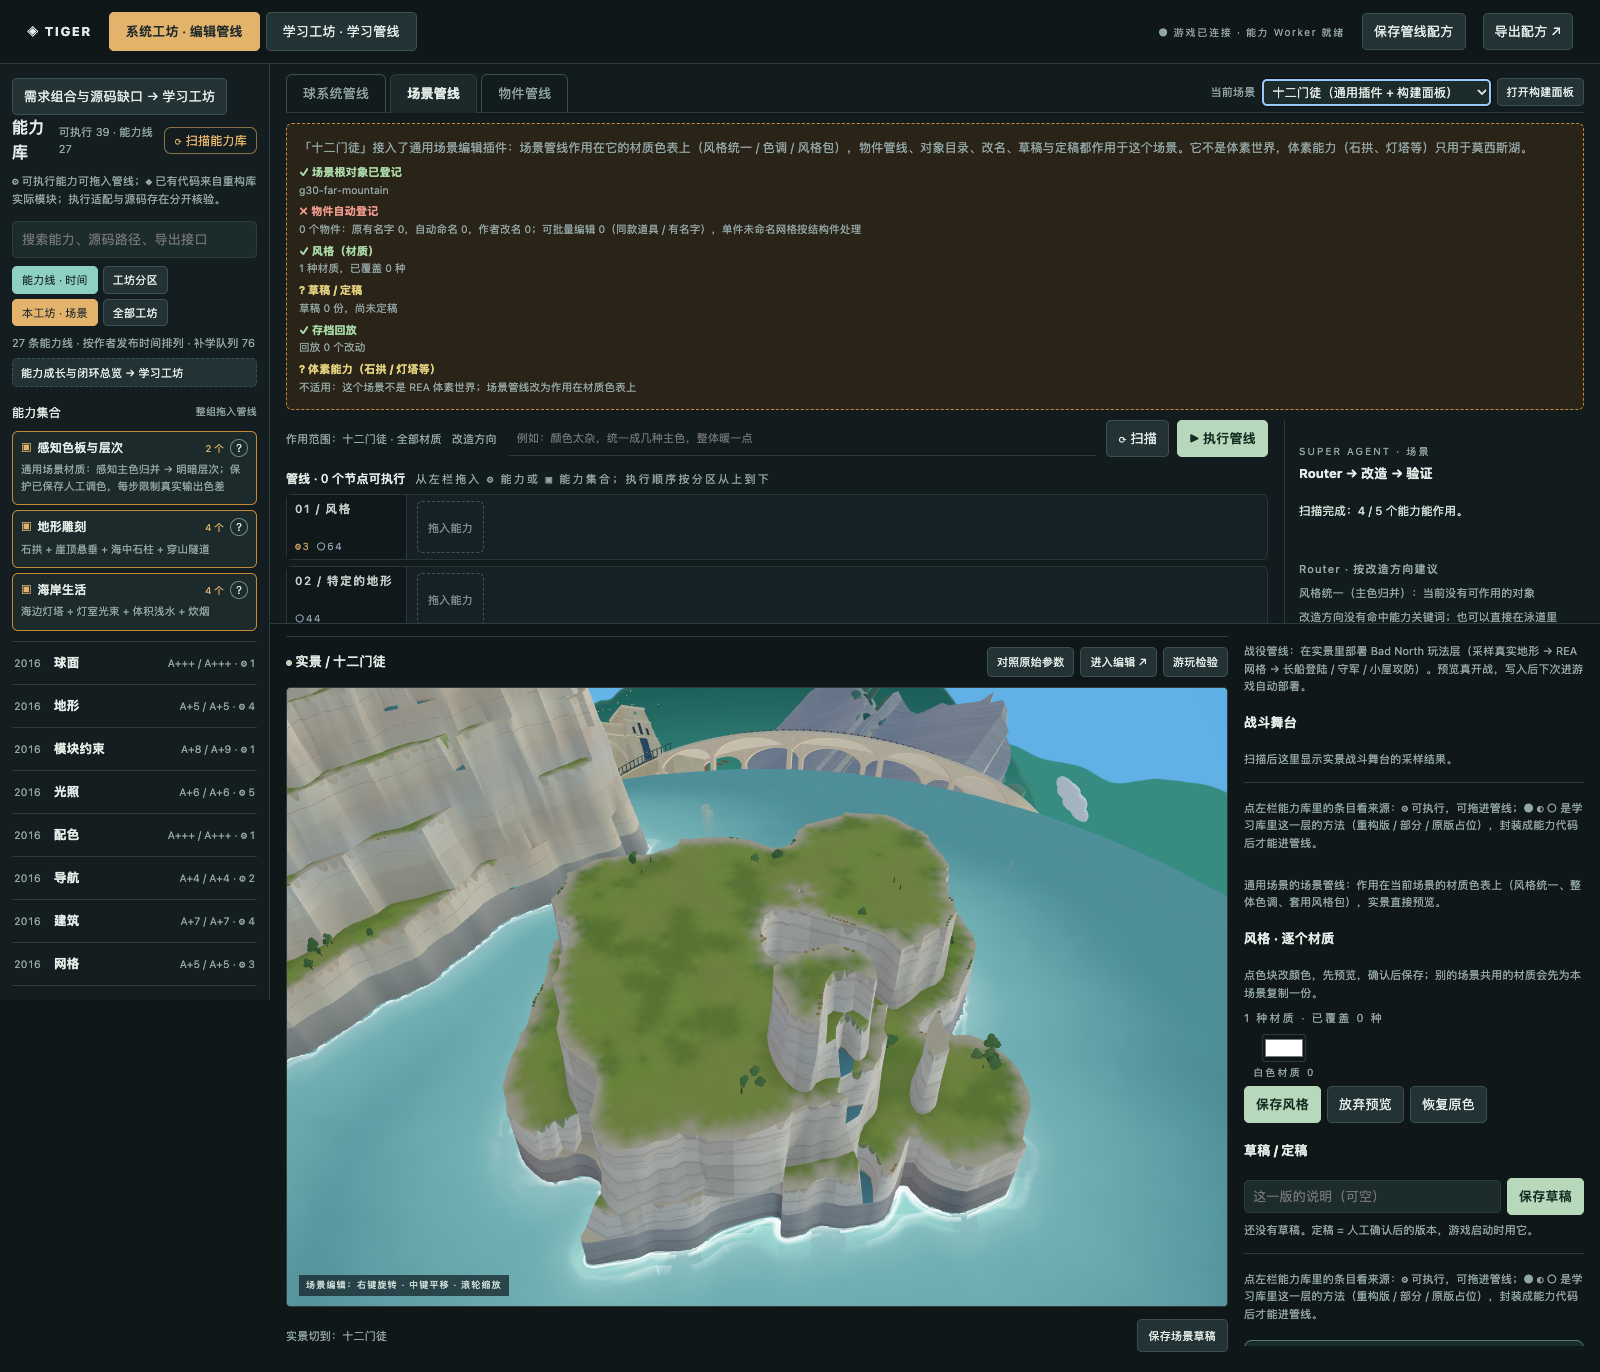 ◈ TIGER
系统工坊 · 编辑管线
学习工坊 · 学习管线
● 游戏已连接 · 能力 Worker 就绪
保存管线配方
导出配方 ↗
需求组合与源码缺口 → 学习工坊
能力库
可执行 39 · 能力线 27
⟳ 扫描能力库
⚙ 可执行能力可拖入管线；◆ 已有代码来自重构库
实际模块；执行适配与源码存在分开核验。
搜索能力、源码路径、导出接口
能力线 · 时间
工坊分区
本工坊 · 场景
全部工坊
27 条能力线 · 按作者发布时间排列 · 补学队列 76
能力成长与闭环总览 → 学习工坊
能力集合
整组拖入管线
▣ 感知色板与层次 2 个 ?
通用场景材质：感知主色归并 → 明暗层次；保
护已保存人工调色，每步限制真实输出色差
▣ 地形雕刻 4 个 ?
石拱 + 崖顶悬垂 + 海中石柱 + 穿山隧道
▣ 海岸生活 4 个 ?
海边灯塔 + 灯室光束 + 体积浅水 + 炊烟
2016 球面 A+++ / A+++ · ⚙ 1
2016 地形 A+5 / A+5 · ⚙ 4
2016 模块约束 A+8 / A+9 · ⚙ 1
2016 光照 A+6 / A+6 · ⚙ 5
2016 配色 A+++ / A+++ · ⚙ 1
2016 导航 A+4 / A+4 · ⚙ 2
2016 建筑 A+7 / A+7 · ⚙ 4
2016 网格 A+5 / A+5 · ⚙ 3
球系统管线
场景管线
物件管线
当前场景
十二门徒（通用插件 + 构建面板）
打开构建面板
「十二门徒」接入了通用场景编辑插件：场景管线作用在它的材质色表上（风格统一 / 色调 / 风格包），物件管线、对象目录、改名、草稿与定稿都作用于这个场景。它不是体素世界，体素能力（石拱、灯塔等）只用于莫西斯湖。
✓ 场景根对象已登记
g30-far-mountain
✕ 物件自动登记
0 个物件：原有名字 0，自动命名 0，作者改名 0；可批量编辑 0（同款道具 / 有名字），单件未命名网格按结构件处理
✓ 风格（材质）
1 种材质，已覆盖 0 种
? 草稿 / 定稿
草稿 0 份，尚未定稿
✓ 存档回放
回放 0 个改动
? 体素能力（石拱 / 灯塔等）
不适用：这个场景不是 REA 体素世界；场景管线改为作用在材质色表上
作用范围：十二门徒 · 全部材质
改造方向
例如：颜色太杂，统一成几种主色，整体暖一点
⟳ 扫描
▶ 执行管线
管线 · 0 个节点可执行
从左栏拖入 ⚙ 能力或 ▣ 能力集合；执行顺序按分区从上到下
01 / 风格
⚙3 ○64
拖入能力
02 / 特定的地形
○44
拖入能力
SUPER AGENT · 场景
Router → 改造 → 验证
扫描完成：4 / 5 个能力能作用。
Router · 按改造方向建议
风格统一（主色归并）：当前没有可作用的对象
改造方向没有命中能力关键词；也可以直接在泳道里
● 实景 / 十二门徒
对照原始参数
进入编辑 ↗
游玩检验
场景编辑：右键旋转 · 中键平移 · 滚轮缩放
实景切到：十二门徒
保存场景草稿
战役管线：在实景里部署 Bad North 玩法层（采样真实地形 → REA
网格 → 长船登陆 / 守军 / 小屋攻防）。预览真开战，写入后下次进游
戏自动部署。
战斗舞台
扫描后这里显示实景战斗舞台的采样结果。
点左栏能力库里的条目看来源：⚙ 可执行，可拖进管线；● ◐ ○ 是学
习库里这一层的方法（重构版 / 部分 / 原版占位），封装成能力代码
后才能进管线。
通用场景的场景管线：作用在当前场景的材质色表上（风格统一、整
体色调、套用风格包），实景直接预览。
风格 · 逐个材质
点色块改颜色，先预览，确认后保存；别的场景共用的材质会先为本
场景复制一份。
1 种材质 · 已覆盖 0 种
白色材质 0
保存风格
放弃预览
恢复原色
草稿 / 定稿
这一版的说明（可空）
保存草稿
还没有草稿。定稿 = 人工确认后的版本，游戏启动时用它。
点左栏能力库里的条目看来源：⚙ 可执行，可拖进管线；● ◐ ○ 是学
习库里这一层的方法（重构版 / 部分 / 原版占位），封装成能力代码
后才能进管线。